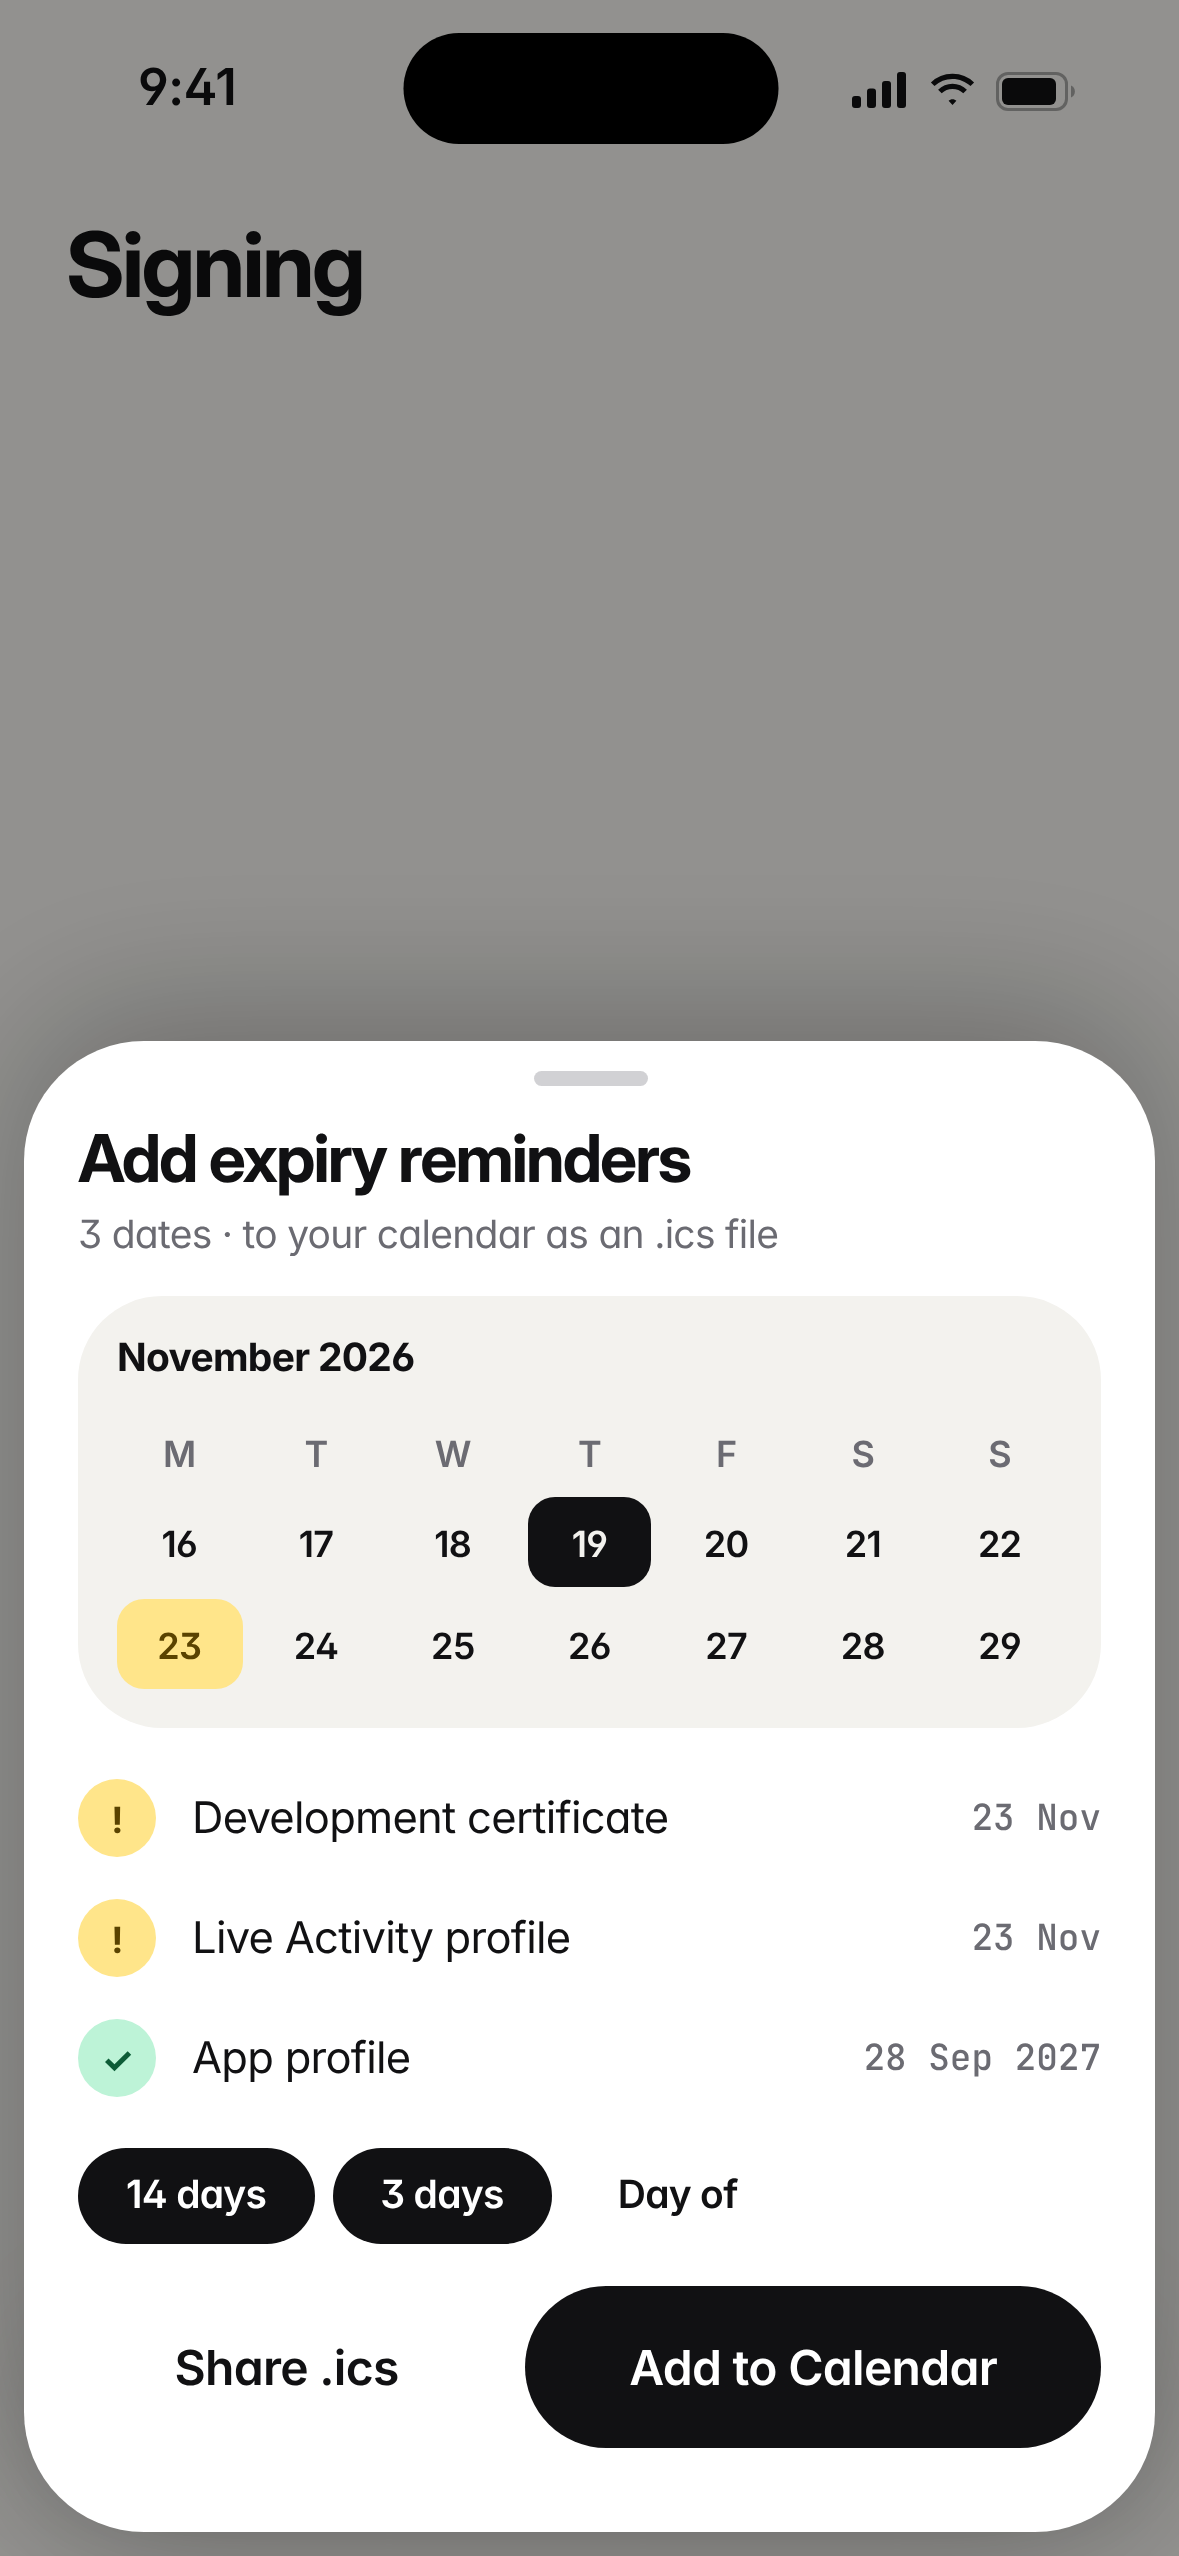 9:41
Signing
Add expiry reminders
3 dates · to your calendar as an .ics file
November 2026
M T W T F S S
16 17 18 19 20 21 22
23 24 25 26 27 28 29
! Development certificate 23 Nov
! Live Activity profile 23 Nov
App profile 28 Sep 2027
14 days 3 days Day of
Share .ics Add to Calendar